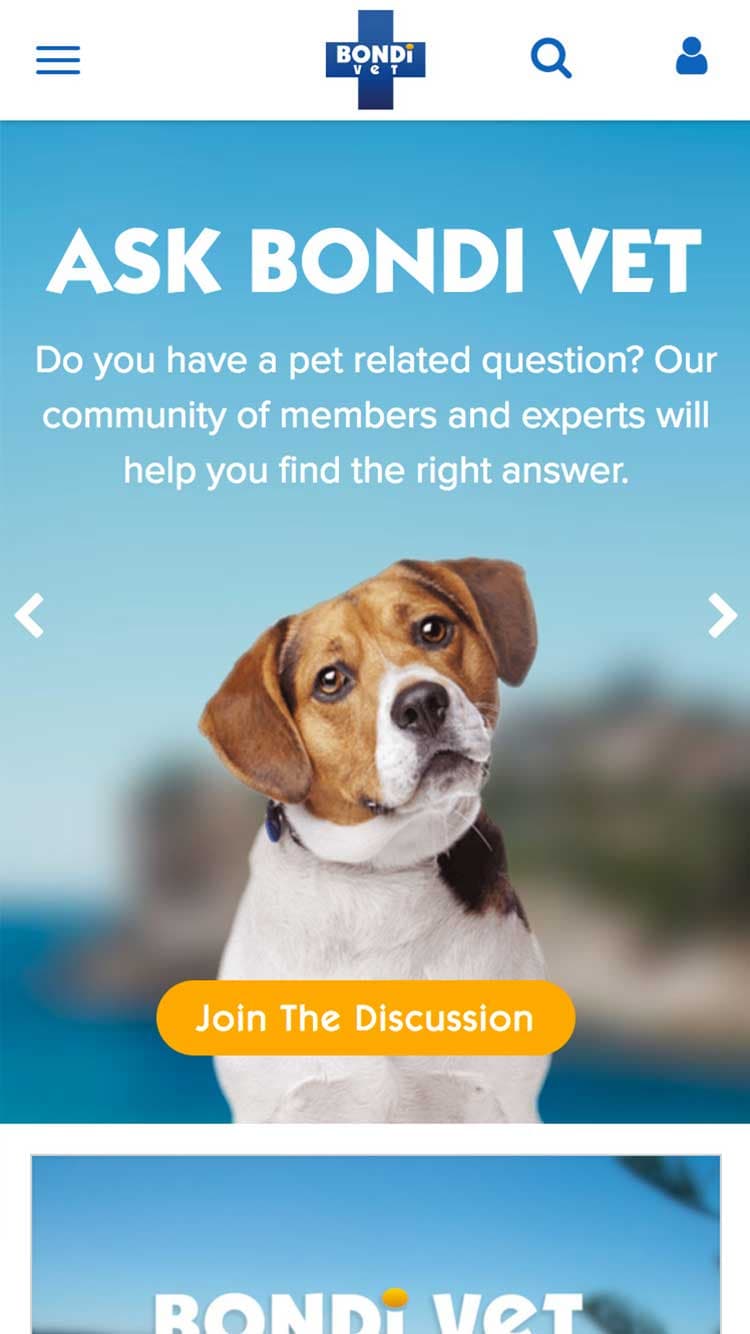 BONDi
VeT
ASK BONDI VET
Do you have a pet related question? Our
community of members and experts will
help you find the right answer.
Join The Discussion
BONDi VeT